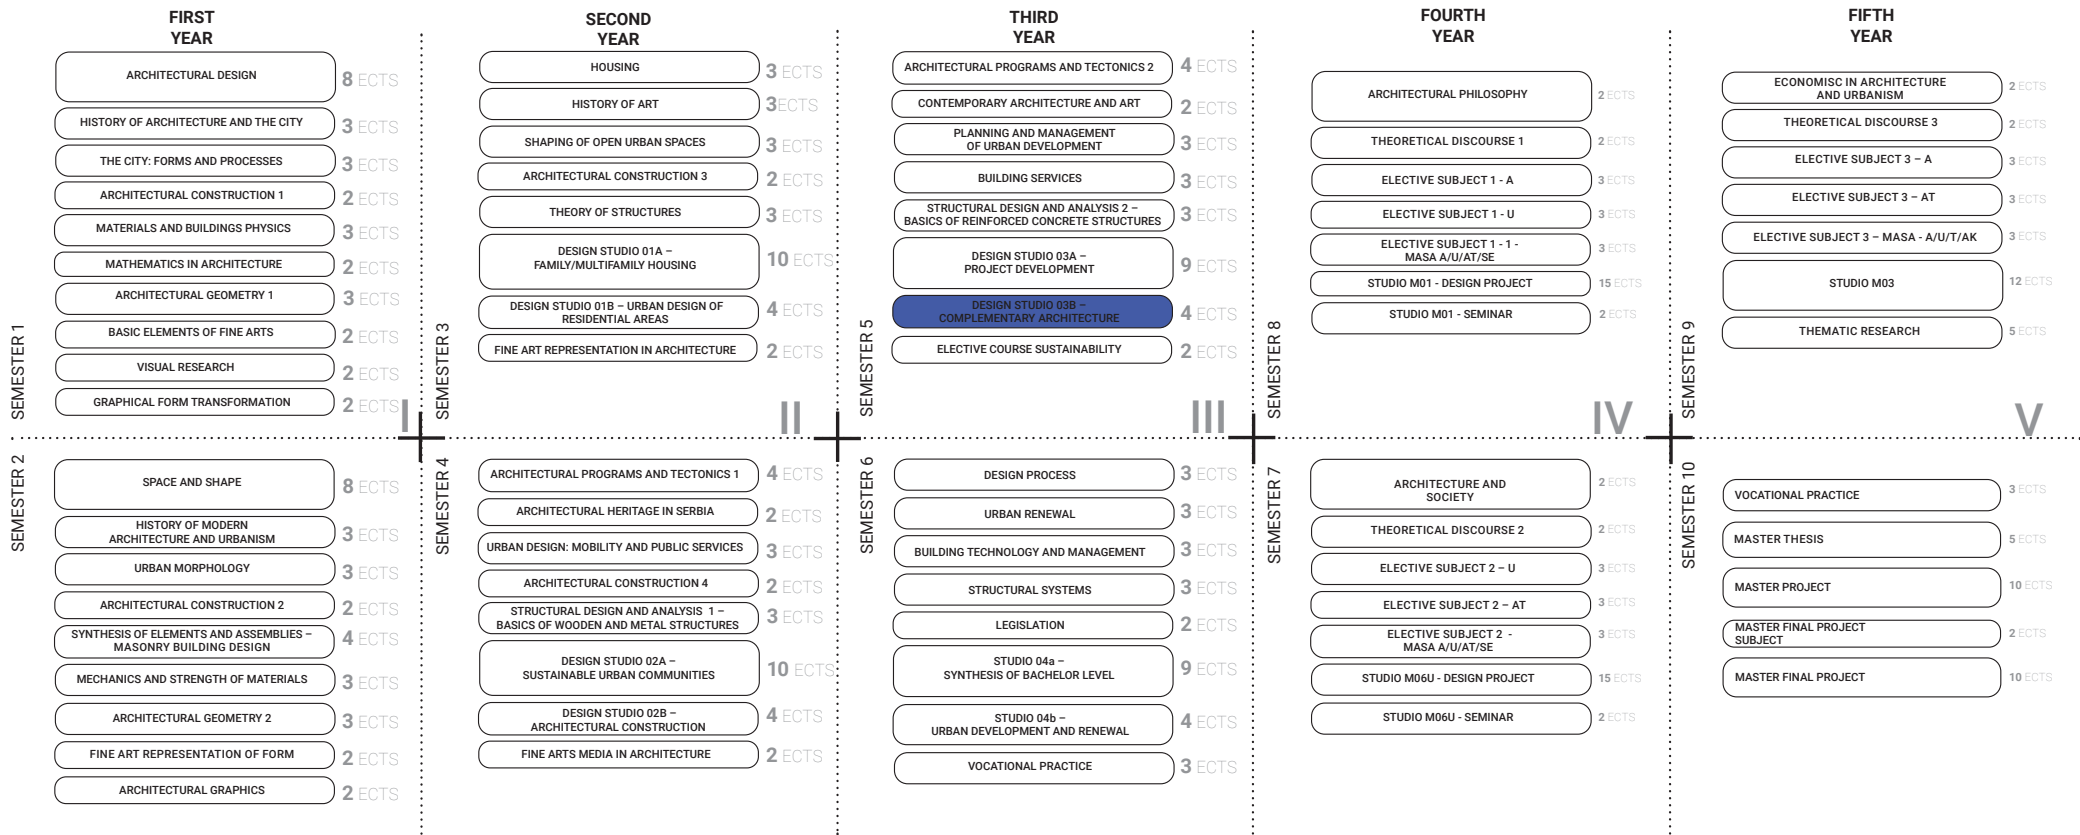 FIRST
YEAR
SEMESTER 1
ARCHITECTURAL DESIGN
8 ECTS
HISTORY OF ARCHITECTURE AND THE CITY
3 ECTS
THE CITY: FORMS AND PROCESSES
3 ECTS
ARCHITECTURAL CONSTRUCTION 1
2 ECTS
MATERIALS AND BUILDINGS PHYSICS
3 ECTS
MATHEMATICS IN ARCHITECTURE
2 ECTS
ARCHITECTURAL GEOMETRY 1
3 ECTS
BASIC ELEMENTS OF FINE ARTS
2 ECTS
VISUAL RESEARCH
2 ECTS
GRAPHICAL FORM TRANSFORMATION
2 ECTS
I
SEMESTER 2
SPACE AND SHAPE
8 ECTS
HISTORY OF MODERN
ARCHITECTURE AND URBANISM
3 ECTS
URBAN MORPHOLOGY
3 ECTS
ARCHITECTURAL CONSTRUCTION 2
2 ECTS
SYNTHESIS OF ELEMENTS AND ASSEMBLIES –
MASONRY BUILDING DESIGN
4 ECTS
MECHANICS AND STRENGTH OF MATERIALS
3 ECTS
ARCHITECTURAL GEOMETRY 2
3 ECTS
FINE ART REPRESENTATION OF FORM
2 ECTS
ARCHITECTURAL GRAPHICS
2 ECTS
SECOND
YEAR
SEMESTER 3
HOUSING
3 ECTS
HISTORY OF ART
3ECTS
SHAPING OF OPEN URBAN SPACES
3 ECTS
ARCHITECTURAL CONSTRUCTION 3
2 ECTS
THEORY OF STRUCTURES
3 ECTS
DESIGN STUDIO 01A –
FAMILY/MULTIFAMILY HOUSING
10 ECTS
DESIGN STUDIO 01B – URBAN DESIGN OF
RESIDENTIAL AREAS
4 ECTS
FINE ART REPRESENTATION IN ARCHITECTURE
2 ECTS
II
SEMESTER 4
ARCHITECTURAL PROGRAMS AND TECTONICS 1
4 ECTS
ARCHITECTURAL HERITAGE IN SERBIA
2 ECTS
URBAN DESIGN: MOBILITY AND PUBLIC SERVICES
3 ECTS
ARCHITECTURAL CONSTRUCTION 4
2 ECTS
STRUCTURAL DESIGN AND ANALYSIS 1 –
BASICS OF WOODEN AND METAL STRUCTURES
3 ECTS
DESIGN STUDIO 02A –
SUSTAINABLE URBAN COMMUNITIES
10 ECTS
DESIGN STUDIO 02B –
ARCHITECTURAL CONSTRUCTION
4 ECTS
FINE ARTS MEDIA IN ARCHITECTURE
2 ECTS
THIRD
YEAR
SEMESTER 5
ARCHITECTURAL PROGRAMS AND TECTONICS 2
4 ECTS
CONTEMPORARY ARCHITECTURE AND ART
2 ECTS
PLANNING AND MANAGEMENT
OF URBAN DEVELOPMENT
3 ECTS
BUILDING SERVICES
3 ECTS
STRUCTURAL DESIGN AND ANALYSIS 2 –
BASICS OF REINFORCED CONCRETE STRUCTURES
3 ECTS
DESIGN STUDIO 03A –
PROJECT DEVELOPMENT
9 ECTS
DESIGN STUDIO 03B –
COMPLEMENTARY ARCHITECTURE
4 ECTS
ELECTIVE COURSE SUSTAINABILITY
2 ECTS
III
SEMESTER 6
DESIGN PROCESS
3 ECTS
URBAN RENEWAL
3 ECTS
BUILDING TECHNOLOGY AND MANAGEMENT
3 ECTS
STRUCTURAL SYSTEMS
3 ECTS
LEGISLATION
2 ECTS
STUDIO 04a –
SYNTHESIS OF BACHELOR LEVEL
9 ECTS
STUDIO 04b –
URBAN DEVELOPMENT AND RENEWAL
4 ECTS
VOCATIONAL PRACTICE
3 ECTS
FOURTH
YEAR
SEMESTER 8
ARCHITECTURAL PHILOSOPHY
2 ECTS
THEORETICAL DISCOURSE 1
2 ECTS
ELECTIVE SUBJECT 1 - A
3 ECTS
ELECTIVE SUBJECT 1 - U
3 ECTS
ELECTIVE SUBJECT 1 - 1 -
MASA A/U/AT/SE
3 ECTS
STUDIO M01 - DESIGN PROJECT
15 ECTS
STUDIO M01 - SEMINAR
2 ECTS
IV
SEMESTER 7
ARCHITECTURE AND
SOCIETY
2 ECTS
THEORETICAL DISCOURSE 2
2 ECTS
ELECTIVE SUBJECT 2 – U
3 ECTS
ELECTIVE SUBJECT 2 – AT
3 ECTS
ELECTIVE SUBJECT 2 -
MASA A/U/AT/SE
3 ECTS
STUDIO M06U - DESIGN PROJECT
15 ECTS
STUDIO M06U - SEMINAR
2 ECTS
FIFTH
YEAR
SEMESTER 9
ECONOMISC IN ARCHITECTURE
AND URBANISM
2 ECTS
THEORETICAL DISCOURSE 3
2 ECTS
ELECTIVE SUBJECT 3 – A
3 ECTS
ELECTIVE SUBJECT 3 – AT
3 ECTS
ELECTIVE SUBJECT 3 – MASA - A/U/T/AK
3 ECTS
STUDIO M03
12 ECTS
THEMATIC RESEARCH
5 ECTS
V
SEMESTER 10
VOCATIONAL PRACTICE
3 ECTS
MASTER THESIS
5 ECTS
MASTER PROJECT
10 ECTS
MASTER FINAL PROJECT
SUBJECT
2 ECTS
MASTER FINAL PROJECT
10 ECTS